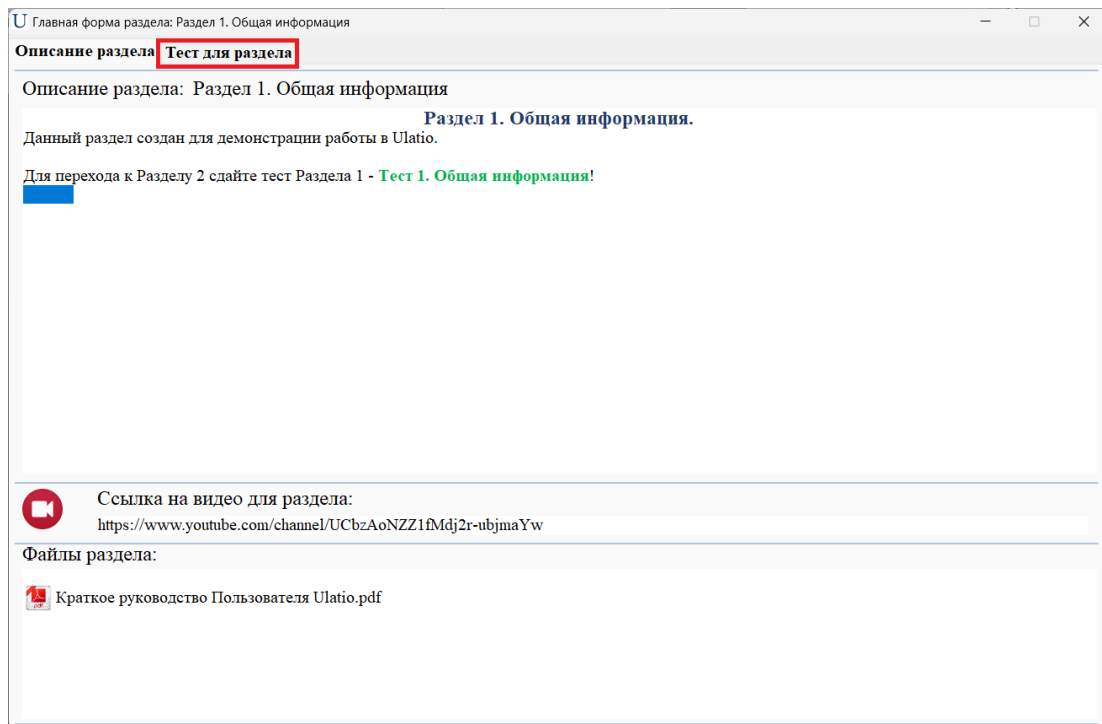 U Главная форма раздела: Раздел 1. Общая информация
Описание раздела Тест для раздела
Описание раздела: Раздел 1. Общая информация
Раздел 1. Общая информация.
Данный раздел создан для демонстрации работы в Ulatio.
Для перехода к Разделу 2 сдайте тест Раздела 1 - Тест 1. Общая информация!
Ссылка на видео для раздела:
https://www.youtube.com/channel/UCbzAoNZZ1fMdj2r-ubjmaYw
Файлы раздела:
Краткое руководство Пользователя Ulatio.pdf